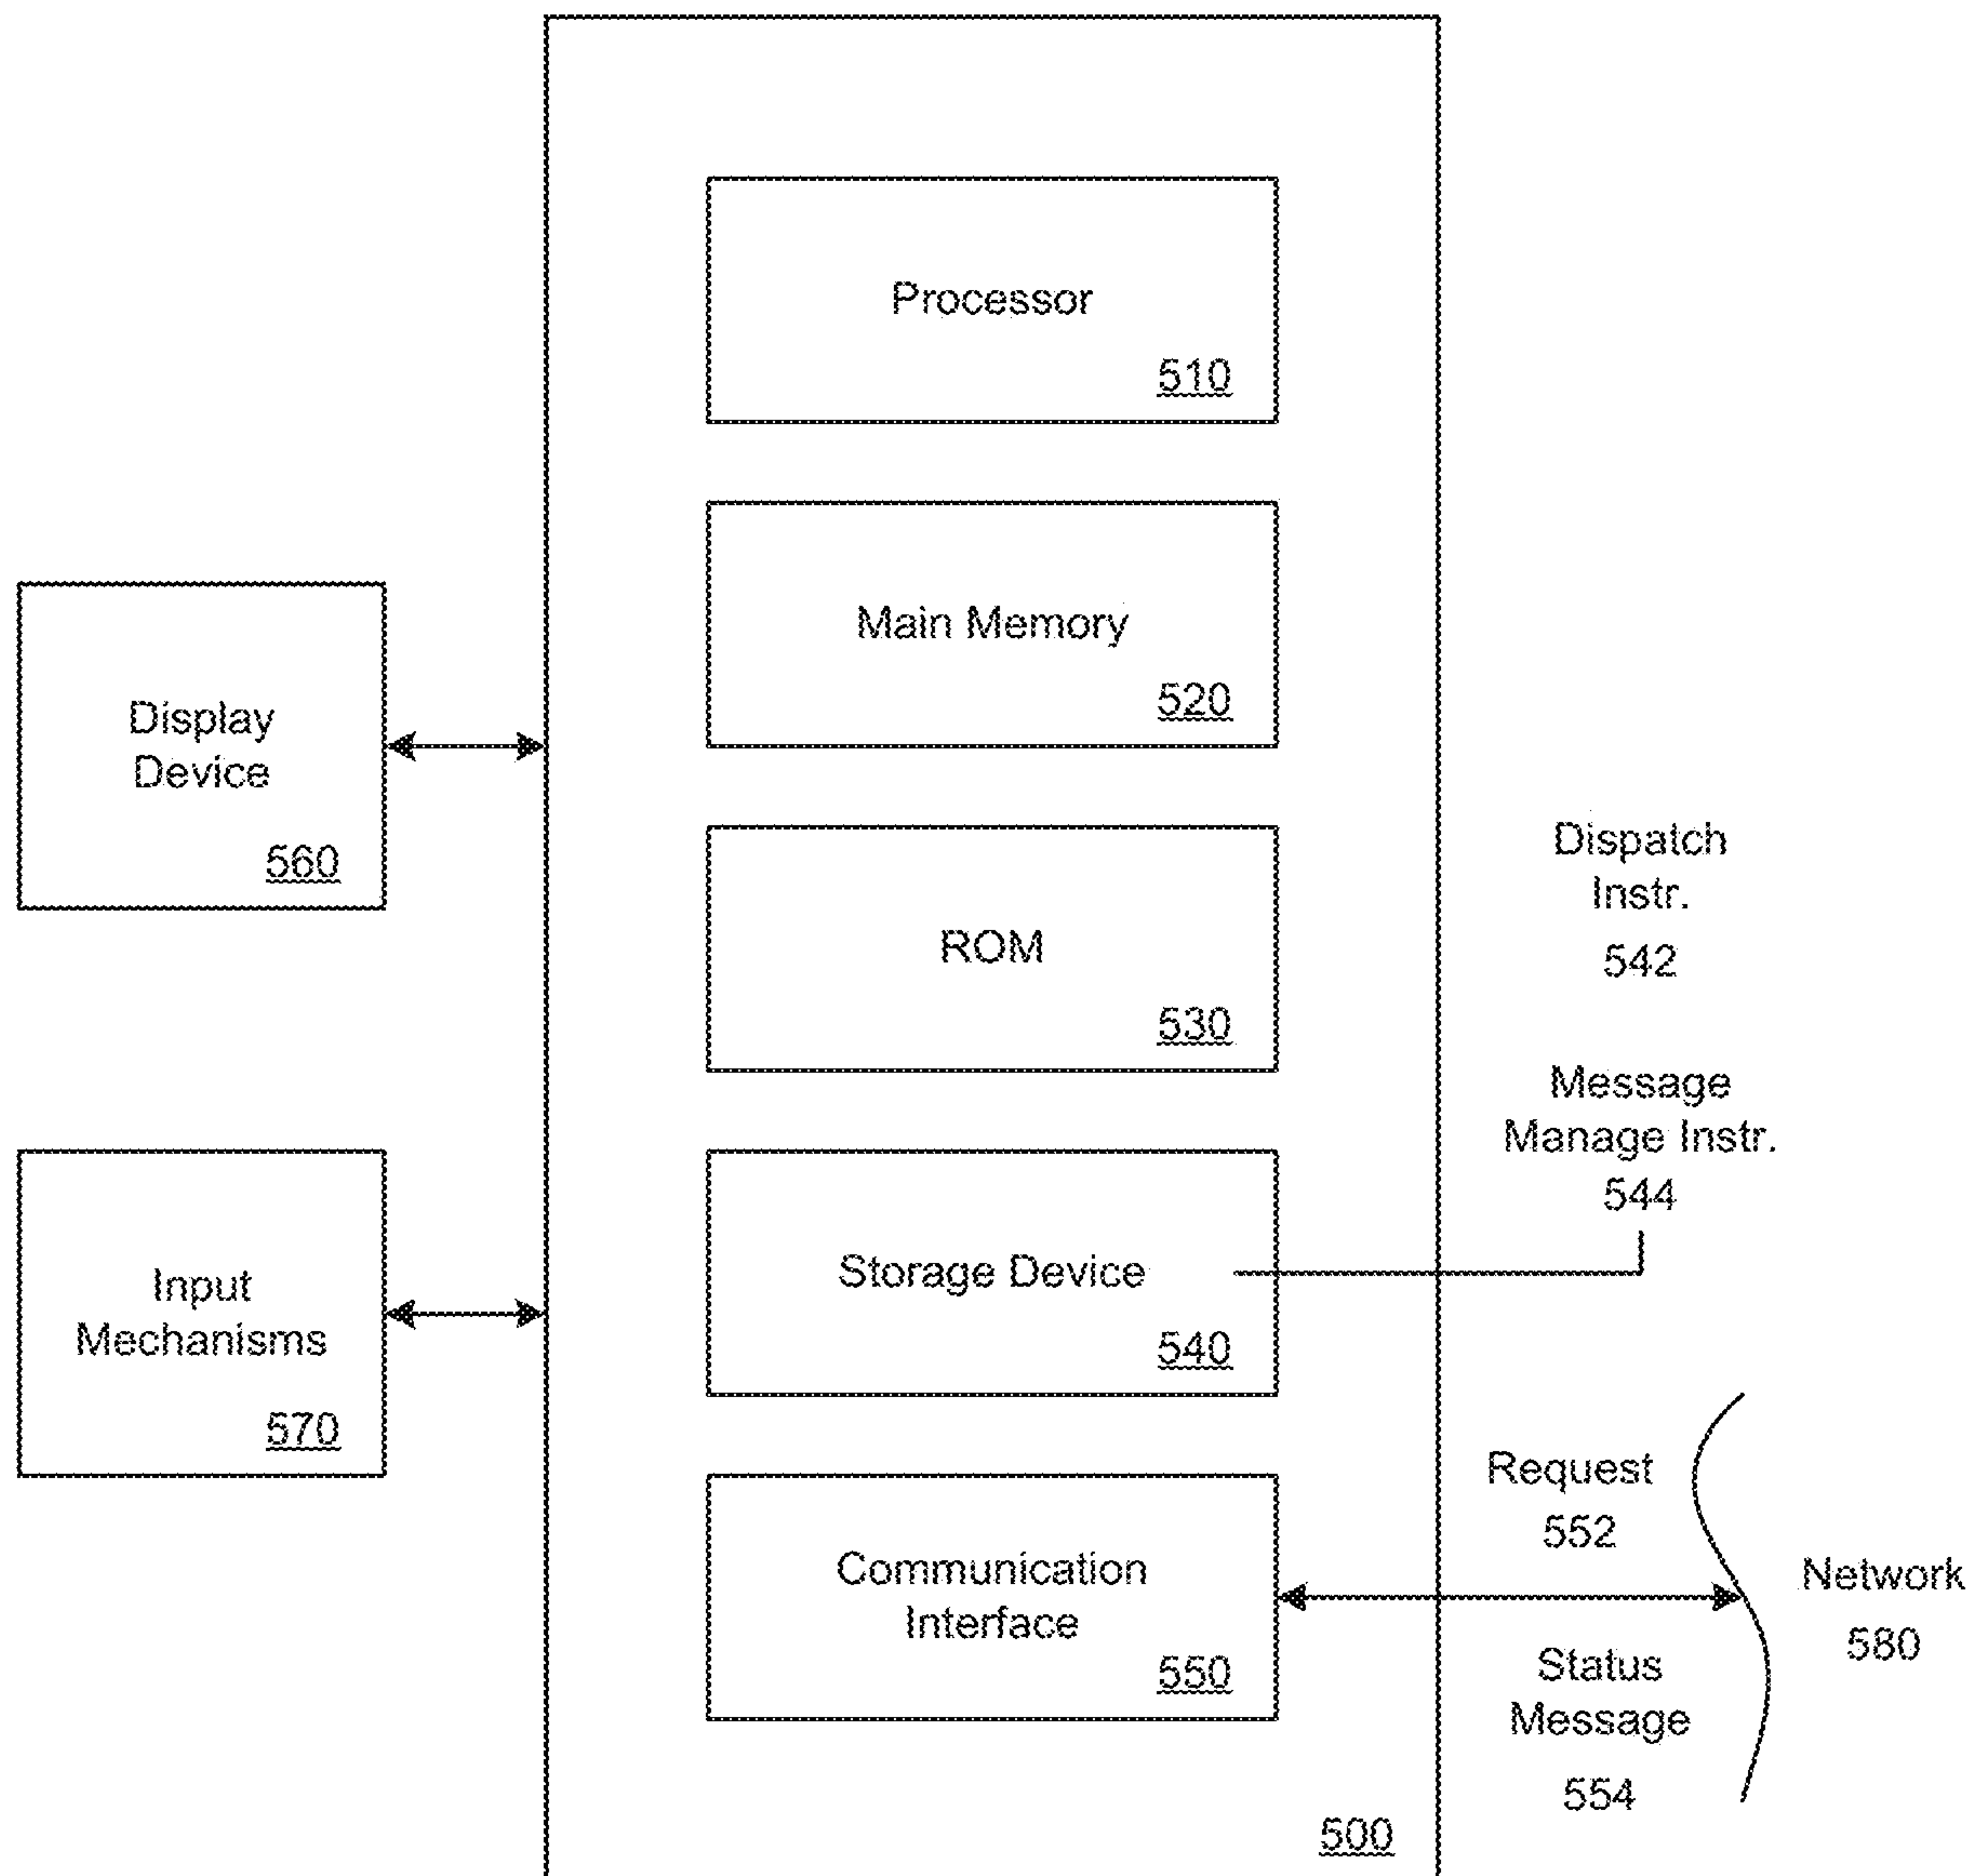 Processor
510
Main Memory
520
Display
Device
560
ROM
530
Dispatch
Instr.
542
Message
Manage Instr.
544
Input
Mechanisms
570
Storage Device
540
Communication
Interface
550
Request
552
Network
580
Status
Message
554
500